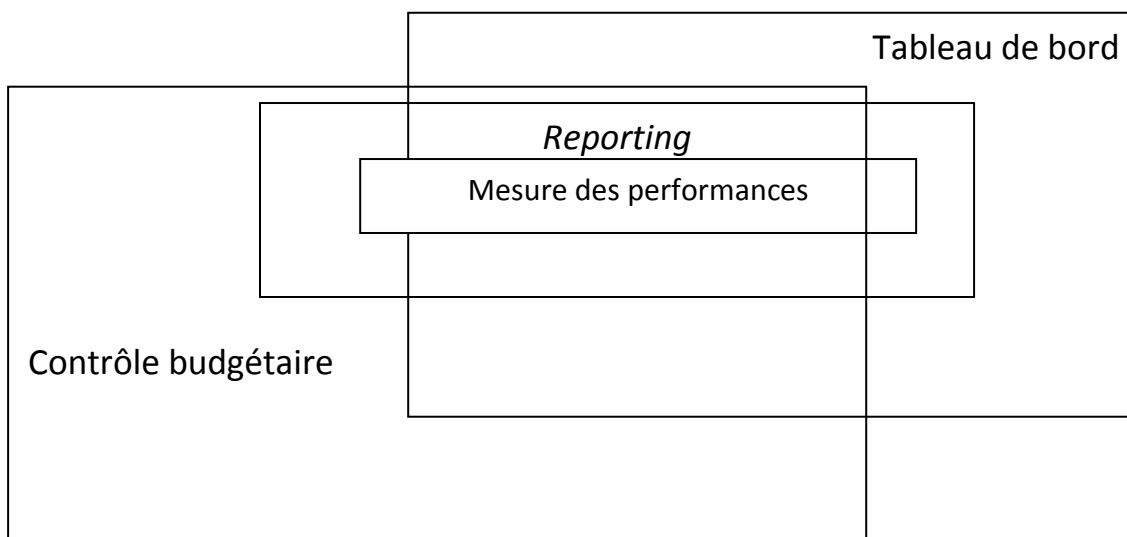 Tableau de bord
Reporting
Mesure des performances
Contrôle budgétaire